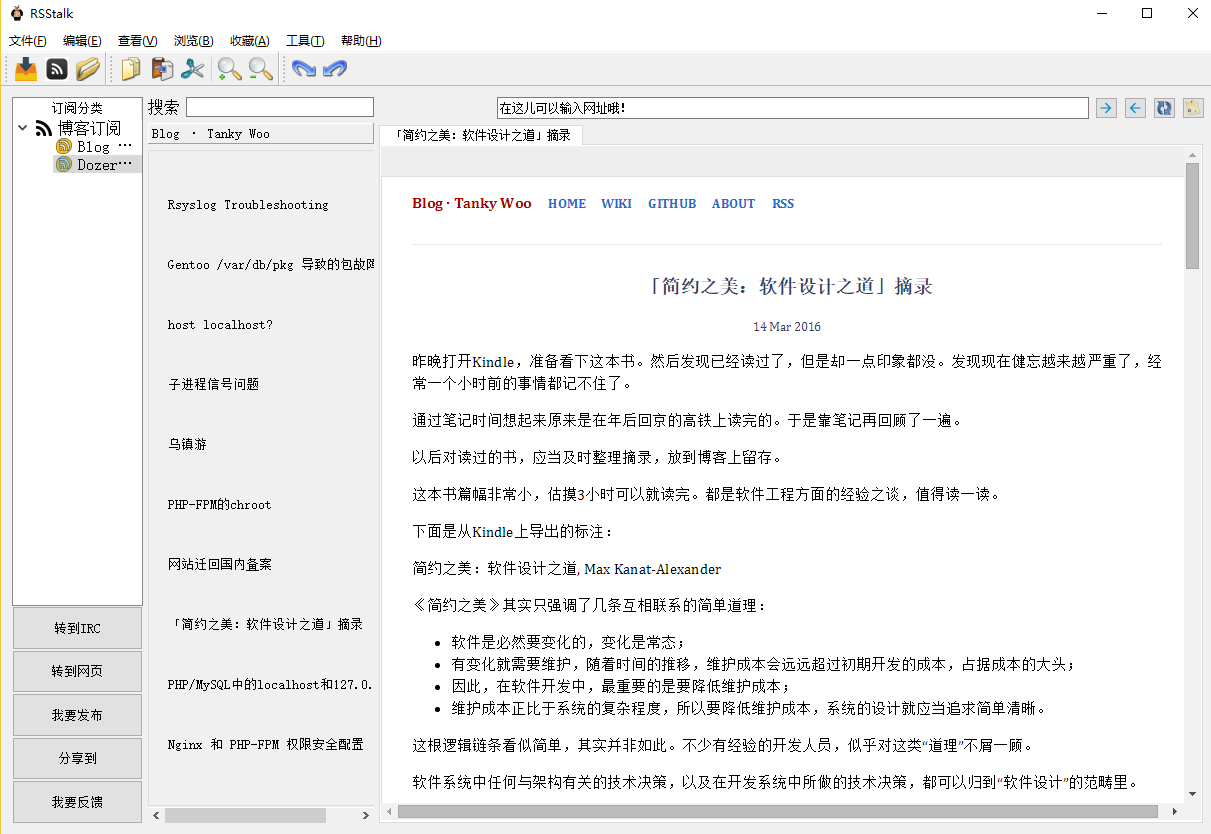 RSStalk
文件(F) 编辑(E) 查看(V) 浏览(B) 收藏(A) 工具(T) 帮助(H)
订阅分类
博客订阅
Blog ...
Dozer...
转到IRC
转到网页
我要发布
分享到
我要反馈
搜索
Blog · Tanky Woo
Rsyslog Troubleshooting
Gentoo /var/db/pkg 导致的包故障
host localhost?
子进程信号问题
乌镇游
PHP-FPM的chroot
网站迁回国内备案
「简约之美：软件设计之道」摘录
PHP/MySQL中的localhost和127.0.
Nginx 和 PHP-FPM 权限安全配置
在这儿可以输入网址哦！
「简约之美：软件设计之道」摘录
Blog · Tanky Woo HOME WIKI GITHUB ABOUT RSS
「简约之美：软件设计之道」摘录
14 Mar 2016
昨晚打开Kindle，准备看下这本书。然后发现已经读过了，但是却一点印象都没。发现现在健忘越来越严重了，经
常一个小时前的事情都记不住了。
通过笔记时间想起来原来是在年后回京的高铁上读完的。于是靠笔记再回顾了一遍。
以后对读过的书，应当及时整理摘录，放到博客上留存。
这本书篇幅非常小，估摸3小时可以就读完。都是软件工程方面的经验之谈，值得读一读。
下面是从Kindle上导出的标注：
简约之美：软件设计之道, Max Kanat-Alexander
《简约之美》其实只强调了几条互相联系的简单道理：
• 软件是必然要变化的，变化是常态；
• 有变化就需要维护，随着时间的推移，维护成本会远远超过初期开发的成本，占据成本的大头；
• 因此，在软件开发中，最重要的是要降低维护成本；
• 维护成本正比于系统的复杂程度，所以要降低维护成本，系统的设计就应当追求简单清晰。
这根逻辑链条看似简单，其实并非如此。不少有经验的开发人员，似乎对这类“道理”不屑一顾。
软件系统中任何与架构有关的技术决策，以及在开发系统中所做的技术决策，都可以归到“软件设计”的范畴里。